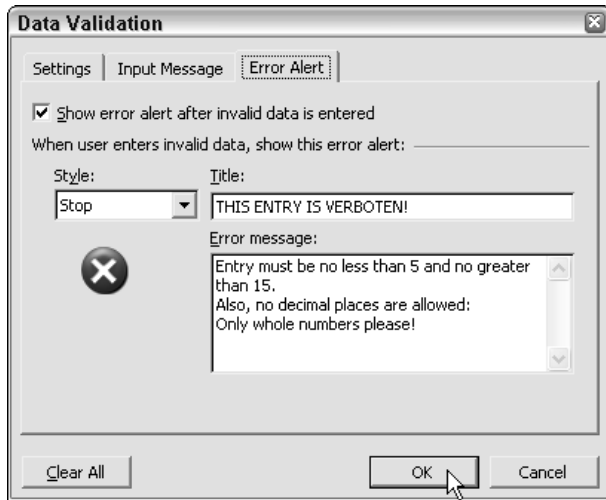 Data Validation
Settings
Input Message
Error Alert
Show error alert after invalid data is entered
When user enters invalid data, show this error alert:
Style:
Title:
Stop
THIS ENTRY IS VERBOTEN!
Error message:
Entry must be no less than 5 and no greater
than 15.
Also, no decimal places are allowed:
Only whole numbers please!
Clear All
OK
Cancel